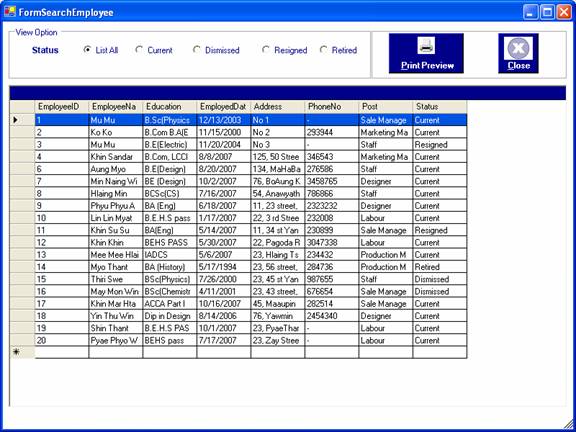 FormSearchEmployee
View Option
Status List All Current Dismissed Resigned Retired
Print Preview
Close
EmployeeID EmployeeNa Education EmployedDat Address PhoneNo Post Status
1 Mu Mu B.Sc(Physics 12/13/2003 No 1 - Sale Manage Current
2 Ko Ko B.Com B.A(E 11/15/2000 No 2 293944 Marketing Ma Current
3 Mu Mu B.E(Electric) 11/20/2004 No 3 - Staff Resigned
4 Khin Sandar B.Com, LCCI 8/8/2007 125, 50 Stree 346543 Marketing Ma Current
6 Aung Myo B.E(Design) 8/20/2007 134, MaHaBa 276586 Staff Current
7 Min Naing Wi BE (Design) 10/2/2007 76, BoAung K 3458765 Designer Current
8 Hlaing Min BCSc(CS) 7/16/2007 54, Anawyath 786866 Staff Current
9 Phyu Phyu A BA (Eng) 6/18/2007 11, 23 street, 2323232 Designer Current
10 Lin Lin Myat B.E.H.S pass 1/17/2007 22, 3 rd Stree 232008 Labour Current
11 Khin Su Su BA(Eng) 5/14/2007 11, 34 st Yan 230899 Sale Manage Resigned
12 Khin Khin BEHS PASS 5/30/2007 22, Pagoda R 3047338 Labour Current
13 Mee Mee Hlai IADCS 5/6/2007 23, Hlaing Ts 234432 Production M Current
14 Myo Thant BA (History) 5/17/1994 23, 56 street, 284736 Production M Retired
15 Thiri Swe BSc(Physics) 7/26/2000 23, 45 st Yan 987655 Staff Dismissed
16 May Mon Win BSc(Chemistr 4/11/2001 23, 43 street, 676654 Sale Manage Dismissed
17 Khin Mar Hta ACCA Part I 10/16/2007 45, Maaupin 282514 Sale Manage Current
18 Yin Thu Win Dip in Design 8/14/2006 76, Yawmin 2454340 Designer Current
19 Shin Thant B.E.H.S PAS 10/1/2007 23, PyaeThar - Labour Current
20 Pyae Phyo W BEHS pass 7/17/2007 23, Zay Stree - Labour Current